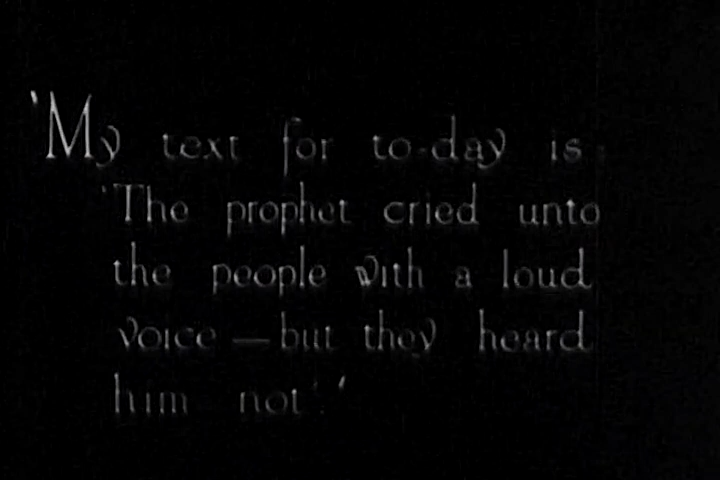 'My text for to-day is:
'The prophet cried unto
the people with a loud
voice — but they heard
him not'.'